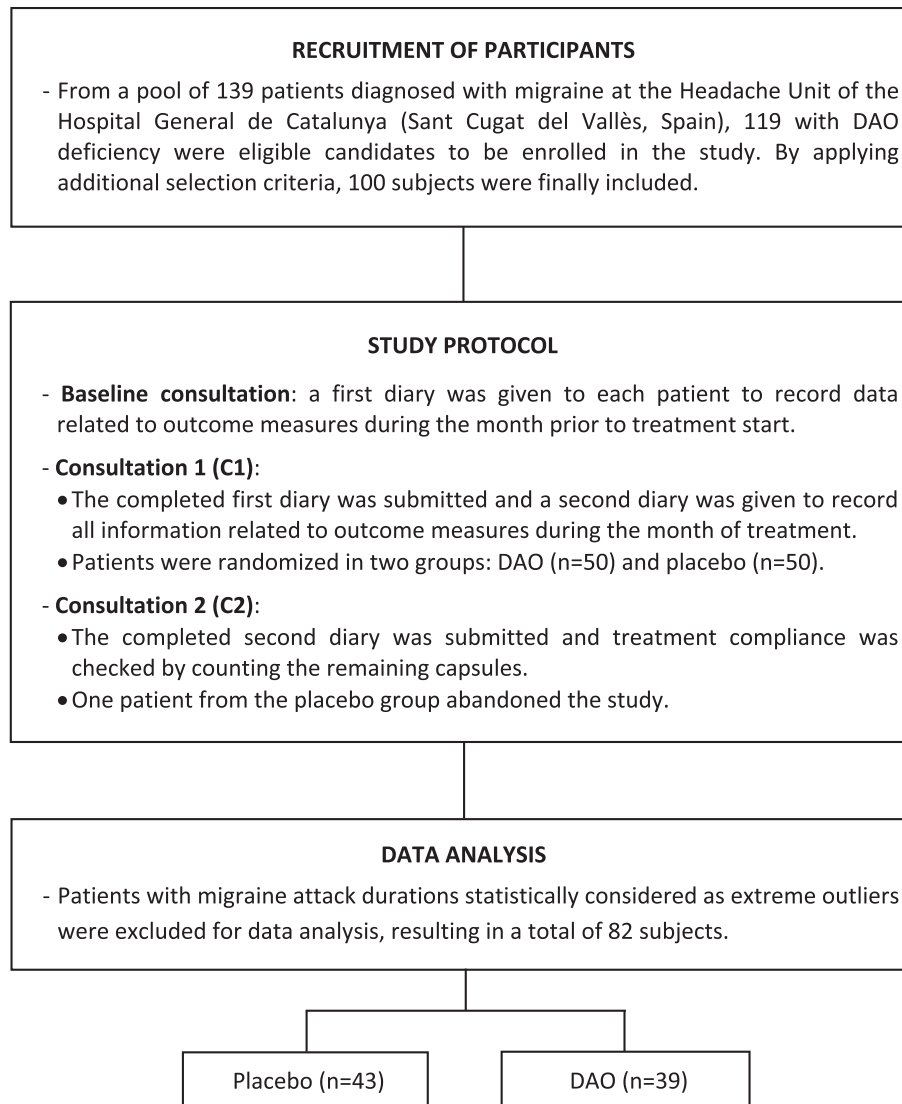 RECRUITMENT OF PARTICIPANTS
- From a pool of 139 patients diagnosed with migraine at the Headache Unit of the
Hospital General de Catalunya (Sant Cugat del Vallès, Spain), 119 with DAO
deficiency were eligible candidates to be enrolled in the study. By applying
additional selection criteria, 100 subjects were finally included.
STUDY PROTOCOL
- Baseline consultation: a first diary was given to each patient to record data
related to outcome measures during the month prior to treatment start.
- Consultation 1 (C1):
• The completed first diary was submitted and a second diary was given to record
all information related to outcome measures during the month of treatment.
• Patients were randomized in two groups: DAO (n=50) and placebo (n=50).
- Consultation 2 (C2):
• The completed second diary was submitted and treatment compliance was
checked by counting the remaining capsules.
• One patient from the placebo group abandoned the study.
DATA ANALYSIS
- Patients with migraine attack durations statistically considered as extreme outliers
were excluded for data analysis, resulting in a total of 82 subjects.
Placebo (n=43)
DAO (n=39)